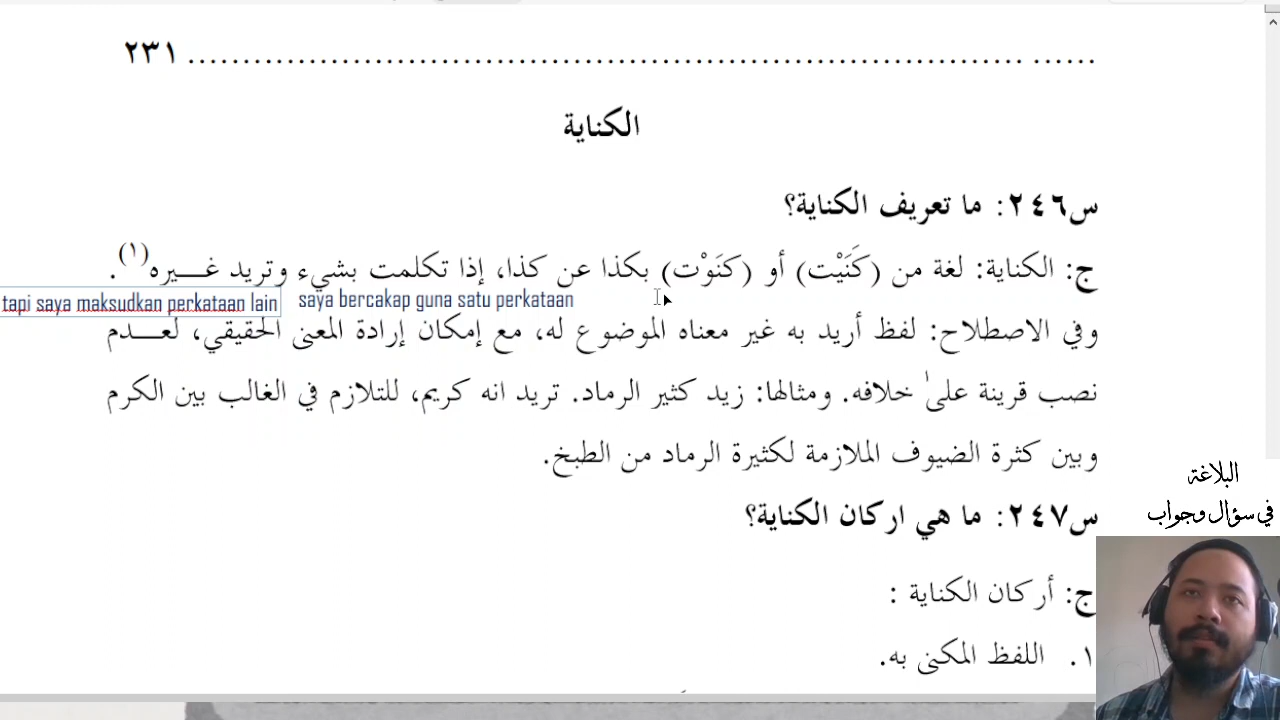 ٢٣١ ......................................................................................
الكناية
س٢٤٦: ما تعريف الكناية؟
ج: الكناية: لغة من (كَنَيْت) أو (كنَوْت) بكذا عن كذا، إذا تكلمت بشيء وتريد غـــيره(١).
saya bercakap guna satu perkataan
tapi saya maksudkan perkataan lain
وفي الاصطلاح: لفظ أريد به غير معناه الموضوع له، مع إمكان إرادة المعنى الحقيقي، لعـــدم
نصب قرينة علىٰ خلافه. ومثالها: زيد كثير الرماد. تريد انه كريم، للتلازم في الغالب بين الكرم
وبين كثرة الضيوف الملازمة لكثيرة الرماد من الطبخ.
س٢٤٧: ما هي اركان الكناية؟
ج: أركان الكناية :
١. اللفظ المكنى به.
البلاغة
في سؤال وجواب